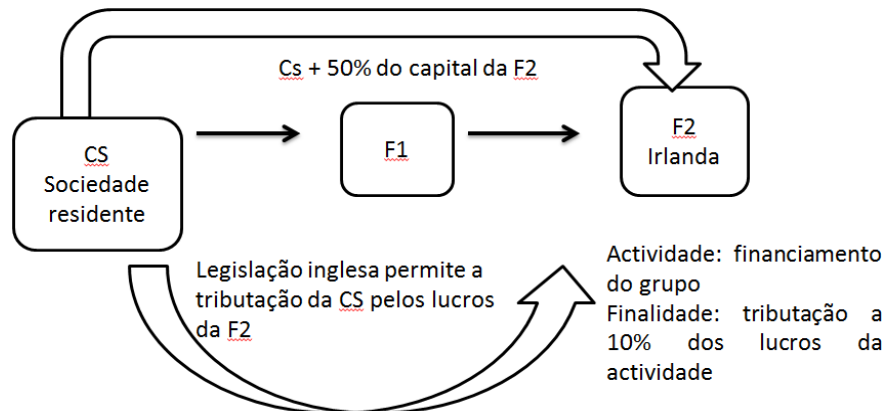 Cs + 50% do capital da F2
CS
Sociedade
residente
F1
F2
Irlanda
Legislação inglesa permite a
tributação da CS pelos lucros
da F2
Actividade: financiamento
do grupo
Finalidade: tributação a
10% dos lucros da
actividade